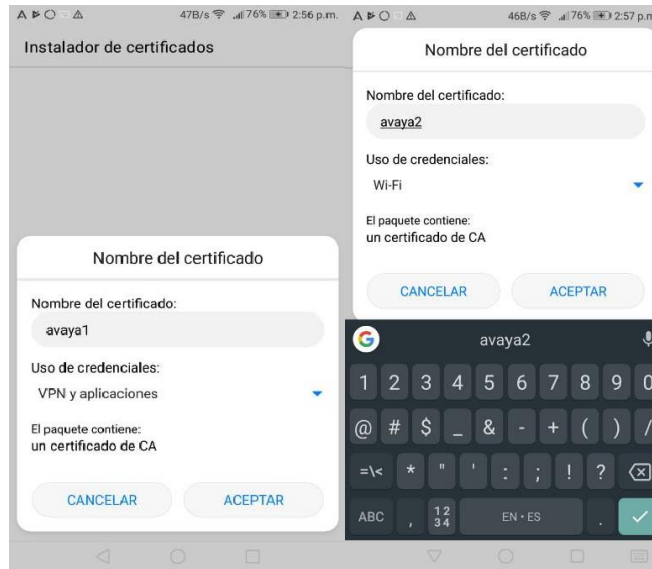 47B/s 76% 2:56 p.m.
Instalador de certificados
Nombre del certificado
Nombre del certificado:
avaya1
Uso de credenciales:
VPN y aplicaciones
El paquete contiene:
un certificado de CA
CANCELAR ACEPTAR
46B/s 76% 2:57 p.m
Nombre del certificado
Nombre del certificado:
avaya2
Uso de credenciales:
Wi-Fi
El paquete contiene:
un certificado de CA
CANCELAR ACEPTAR
G avaya2
1 2 3 4 5 6 7 8 9 0
@ # $ _ & - + ( ) /
=\< * " ' : ; ! ?
ABC , 12 34 EN • ES .